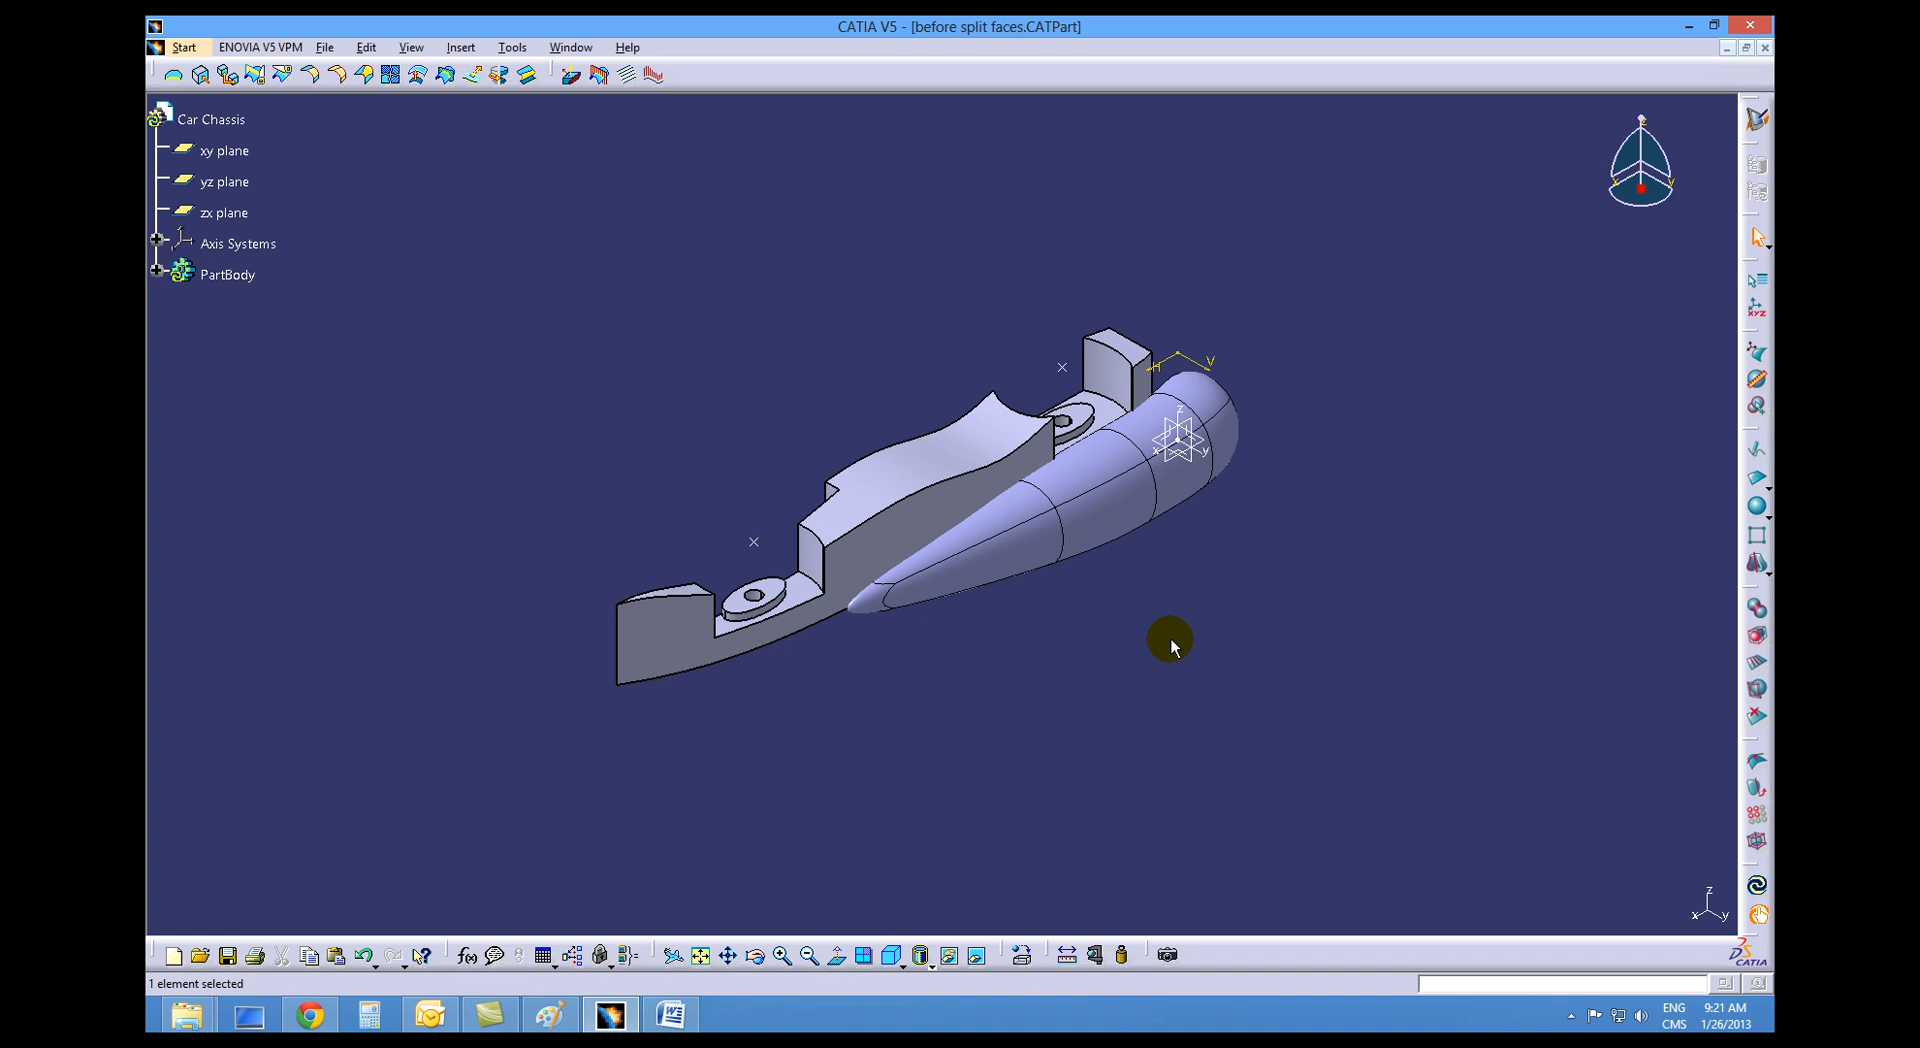 CATIA V5 - [before split faces.CATPart]
Start ENOVIA V5 VPM File Edit View Insert Tools Window Help
Car Chassis
xy plane
yz plane
zx plane
Axis Systems
PartBody
z
x y
H V
z
x y
z
x y
xyz
f(x)
CATIA
1 element selected
ENG 9:21 AM
CMS 1/26/2013